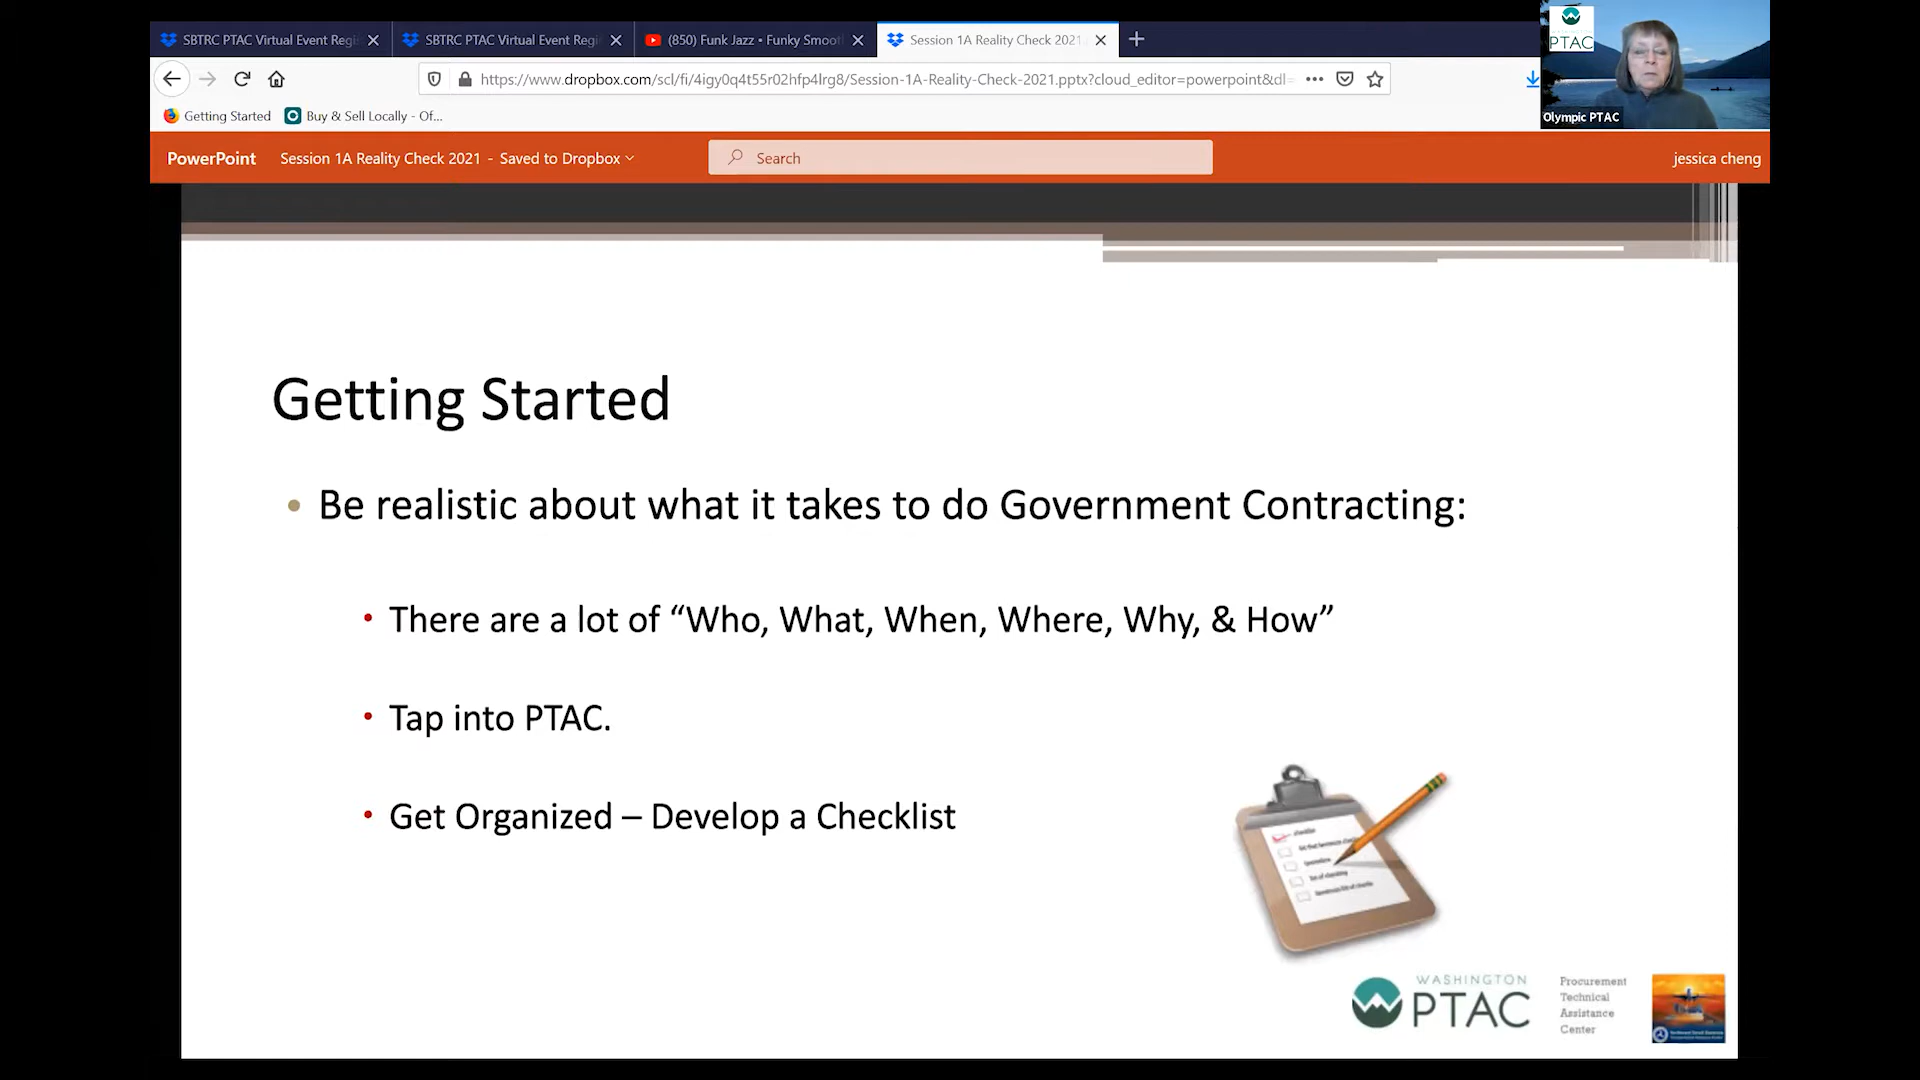 SBTRC PTAC Virtual Event Regi
SBTRC PTAC Virtual Event Regi
(850) Funk Jazz • Funky Smoot
Session 1A Reality Check 2021
https://www.dropbox.com/scl/fi/4igy0q4t55r02hfp4lrg8/Session-1A-Reality-Check-2021.pptx?cloud_editor=powerpoint&dl=
Getting Started
Buy & Sell Locally - Of...
PTAC
Olympic PTAC
PowerPoint
Session 1A Reality Check 2021 - Saved to Dropbox
Search
jessica cheng
Getting Started
Be realistic about what it takes to do Government Contracting:
There are a lot of “Who, What, When, Where, Why, & How”
Tap into PTAC.
Get Organized – Develop a Checklist
checklist
WASHINGTON
PTAC
Procurement
Technical
Assistance
Center